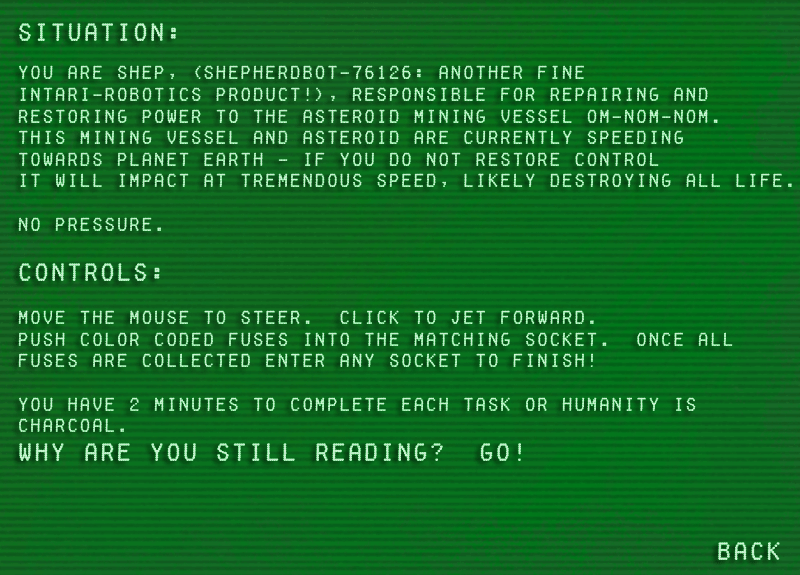 SITUATION:
YOU ARE SHEP, (SHEPHERDBOT-76126: ANOTHER FINE
INTARI-ROBOTICS PRODUCT!), RESPONSIBLE FOR REPAIRING AND
RESTORING POWER TO THE ASTEROID MINING VESSEL OM-NOM-NOM.
THIS MINING VESSEL AND ASTEROID ARE CURRENTLY SPEEDING
TOWARDS PLANET EARTH - IF YOU DO NOT RESTORE CONTROL
IT WILL IMPACT AT TREMENDOUS SPEED, LIKELY DESTROYING ALL LIFE.
NO PRESSURE.
CONTROLS:
MOVE THE MOUSE TO STEER. CLICK TO JET FORWARD.
PUSH COLOR CODED FUSES INTO THE MATCHING SOCKET. ONCE ALL
FUSES ARE COLLECTED ENTER ANY SOCKET TO FINISH!
YOU HAVE 2 MINUTES TO COMPLETE EACH TASK OR HUMANITY IS
CHARCOAL.
WHY ARE YOU STILL READING? GO!
BACK